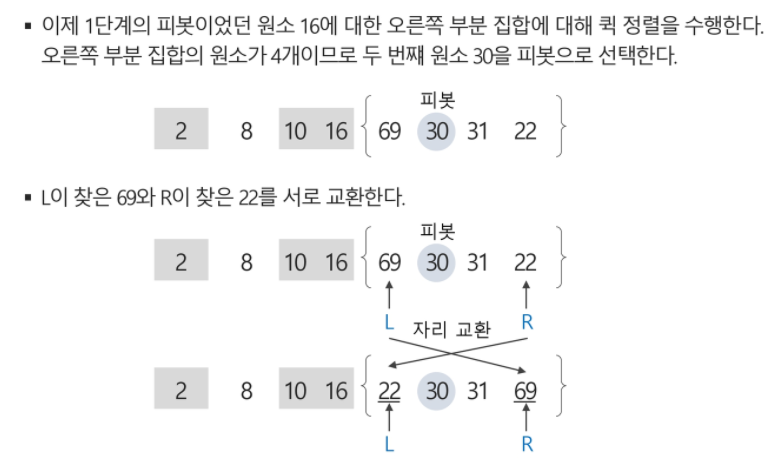 ▪ 이제 1단계의 피봇이었던 원소 16에 대한 오른쪽 부분 집합에 대해 퀵 정렬을 수행한다.
오른쪽 부분 집합의 원소가 4개이므로 두 번째 원소 30을 피봇으로 선택한다.
피봇
2 8 10 16 { 69 30 31 22 }
▪ L이 찾은 69와 R이 찾은 22를 서로 교환한다.
피봇
2 8 10 16 { 69 30 31 22 }
L R
자리 교환
2 8 10 16 { 22 30 31 69 }
L R